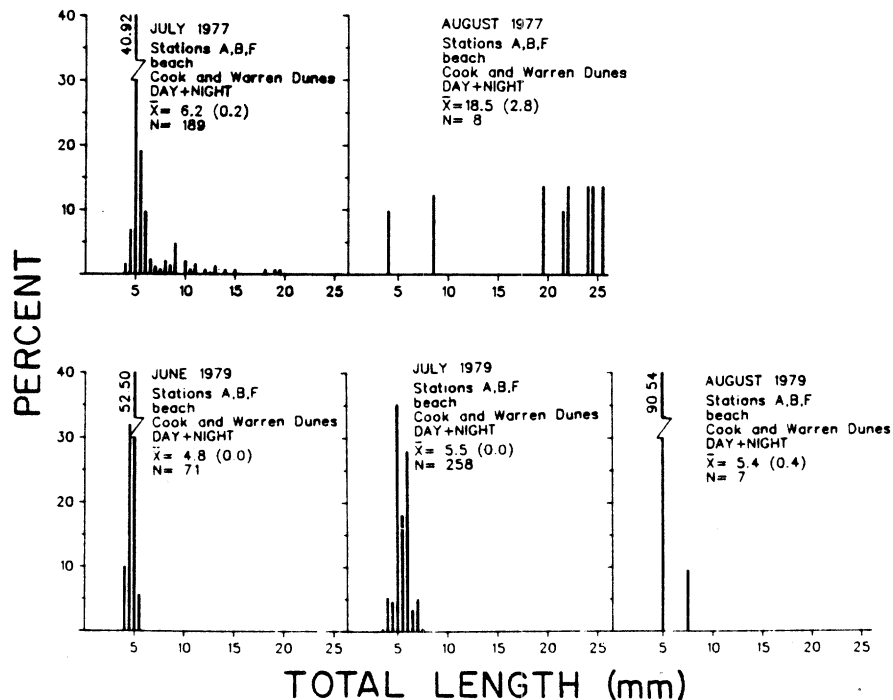 PERCENT
40
30
20
10
40.92
JULY 1977
Stations A,B,F
beach
Cook and Warren Dunes
DAY+NIGHT
X̄= 6.2 (0.2)
N= 189
5
10
15
20
25
AUGUST 1977
Stations A,B,F
beach
Cook and Warren Dunes
DAY+NIGHT
X̄=18.5 (2.8)
N= 8
5
10
15
20
25
40
30
20
10
52.50
JUNE 1979
Stations A,B,F
beach
Cook and Warren Dunes
DAY+NIGHT
X̄= 4.8 (0.0)
N= 71
5
10
15
20
25
JULY 1979
Stations A,B,F
beach
Cook and Warren Dunes
DAY+NIGHT
X̄= 5.5 (0.0)
N= 258
5
10
15
20
25
90.54
AUGUST 1979
Stations A,B,F
beach
Cook and Warren Dunes
DAY+NIGHT
X̄= 5.4 (0.4)
N= 7
5
10
15
20
25
TOTAL LENGTH (mm)